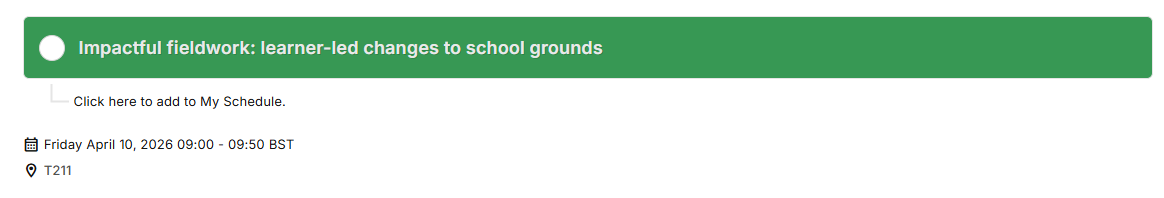 Impactful fieldwork: learner-led changes to school grounds
Click here to add to My Schedule.
Friday April 10, 2026 09:00 - 09:50 BST
T211